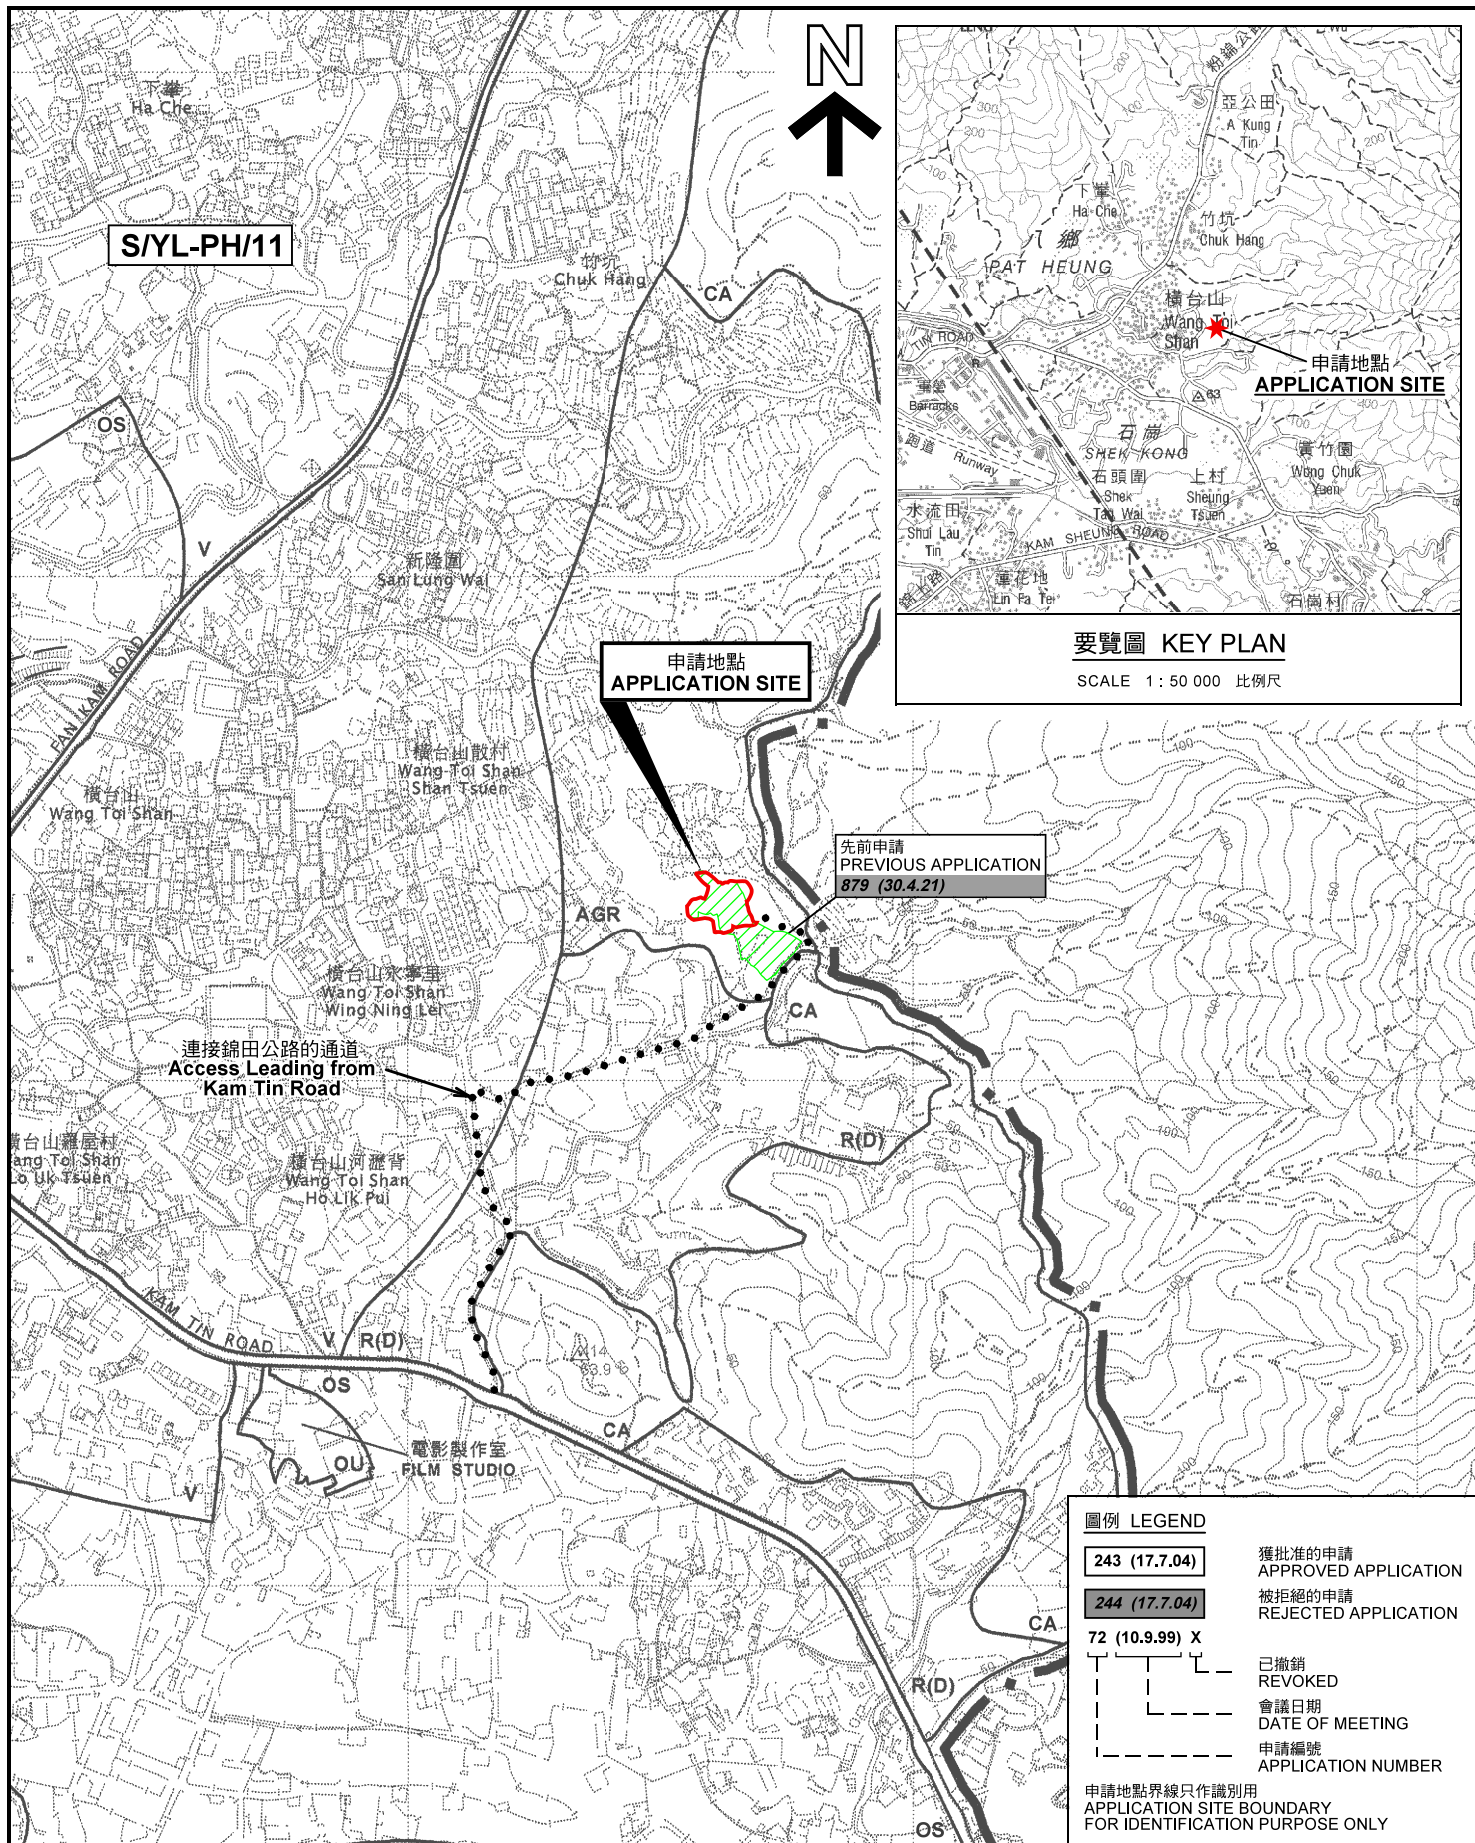 下輋
Ha Che
S/YL-PH/11
竹坑
Chuk Hang
CA
OS
V
新隆圍
San Lung Wai
FAN KAM ROAD
申請地點
APPLICATION SITE
橫台山散村
Wang Toi Shan
Shan Tsuen
橫台山
Wang Toi Shan
先前申請
PREVIOUS APPLICATION
879 (30.4.21)
AGR
橫台山永寧里
Wang Toi Shan
Wing Ning Lei
CA
連接錦田公路的通道
Access Leading from
Kam Tin Road
R(D)
橫台山羅屋村
ang Toi Shan
Lo Uk Tsuen
橫台山河瀝背
Wang Toi Shan
Ho Lik Pui
KAM TIN ROAD
V
R(D)
OS
CA
電影製作室
FILM STUDIO
OU
V
CA
R(D)
OS
N
粉錦公路
亞公田
A Kung
Tin
下輋
Ha Che
竹坑
Chuk Hang
八鄉
PAT HEUNG
橫台山
Wang Toi
Shan
TIN ROAD
申請地點
APPLICATION SITE
軍營
Barracks
63
跑道
Runway
石崗
SHEK KONG
黃竹園
Wong Chuk
Yuen
石頭圍
Shek
Tau Wai
上村
Sheung
Tsuen
水流田
Shui Lau
Tin
KAM SHEUNG ROAD
錦上路
蓮花地
Lin Fa Tei
石崗村
要覽圖 KEY PLAN
SCALE 1 : 50 000 比例尺
圖例 LEGEND
243 (17.7.04)
獲批准的申請
APPROVED APPLICATION
244 (17.7.04)
被拒絕的申請
REJECTED APPLICATION
72 (10.9.99) X
已撤銷
REVOKED
會議日期
DATE OF MEETING
申請編號
APPLICATION NUMBER
申請地點界線只作識別用
APPLICATION SITE BOUNDARY
FOR IDENTIFICATION PURPOSE ONLY